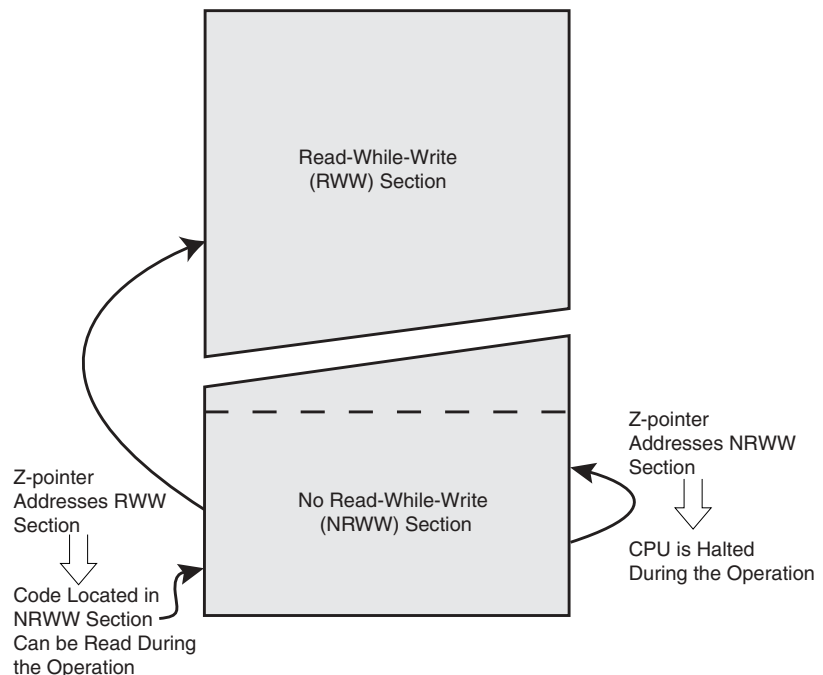 Read-While-Write
(RWW) Section
Z-pointer
Addresses RWW
Section
Code Located in
NRWW Section
Can be Read During
the Operation
No Read-While-Write
(NRWW) Section
Z-pointer
Addresses NRWW
Section
CPU is Halted
During the Operation